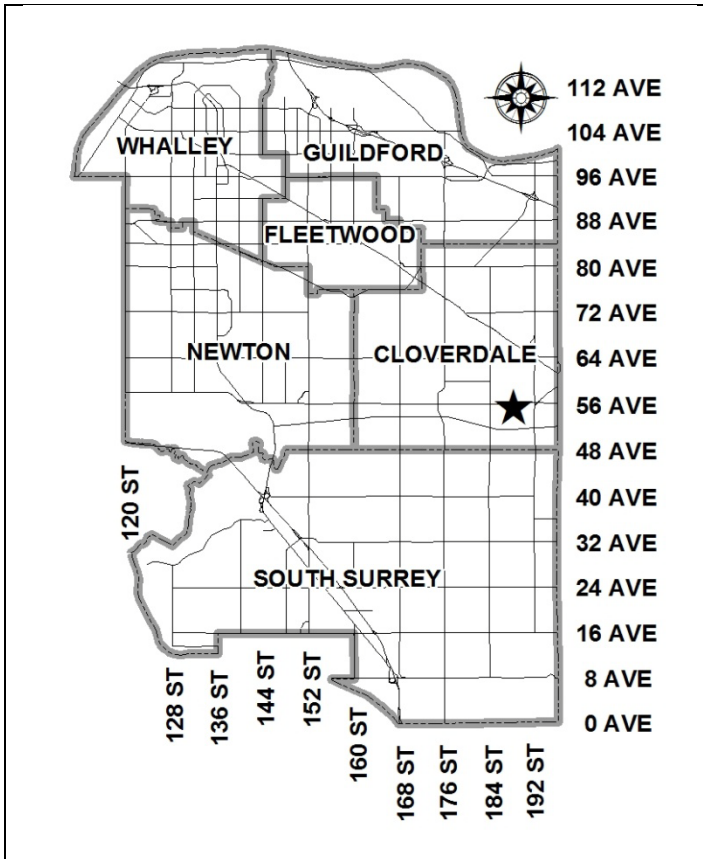 112 AVE
104 AVE
WHALLEY
GUILDFORD
96 AVE
88 AVE
FLEETWOOD
80 AVE
72 AVE
NEWTON
CLOVERDALE
64 AVE
56 AVE
48 AVE
120 ST
40 AVE
32 AVE
SOUTH SURREY
24 AVE
16 AVE
8 AVE
0 AVE
128 ST
136 ST
144 ST
152 ST
160 ST
168 ST
176 ST
184 ST
192 ST